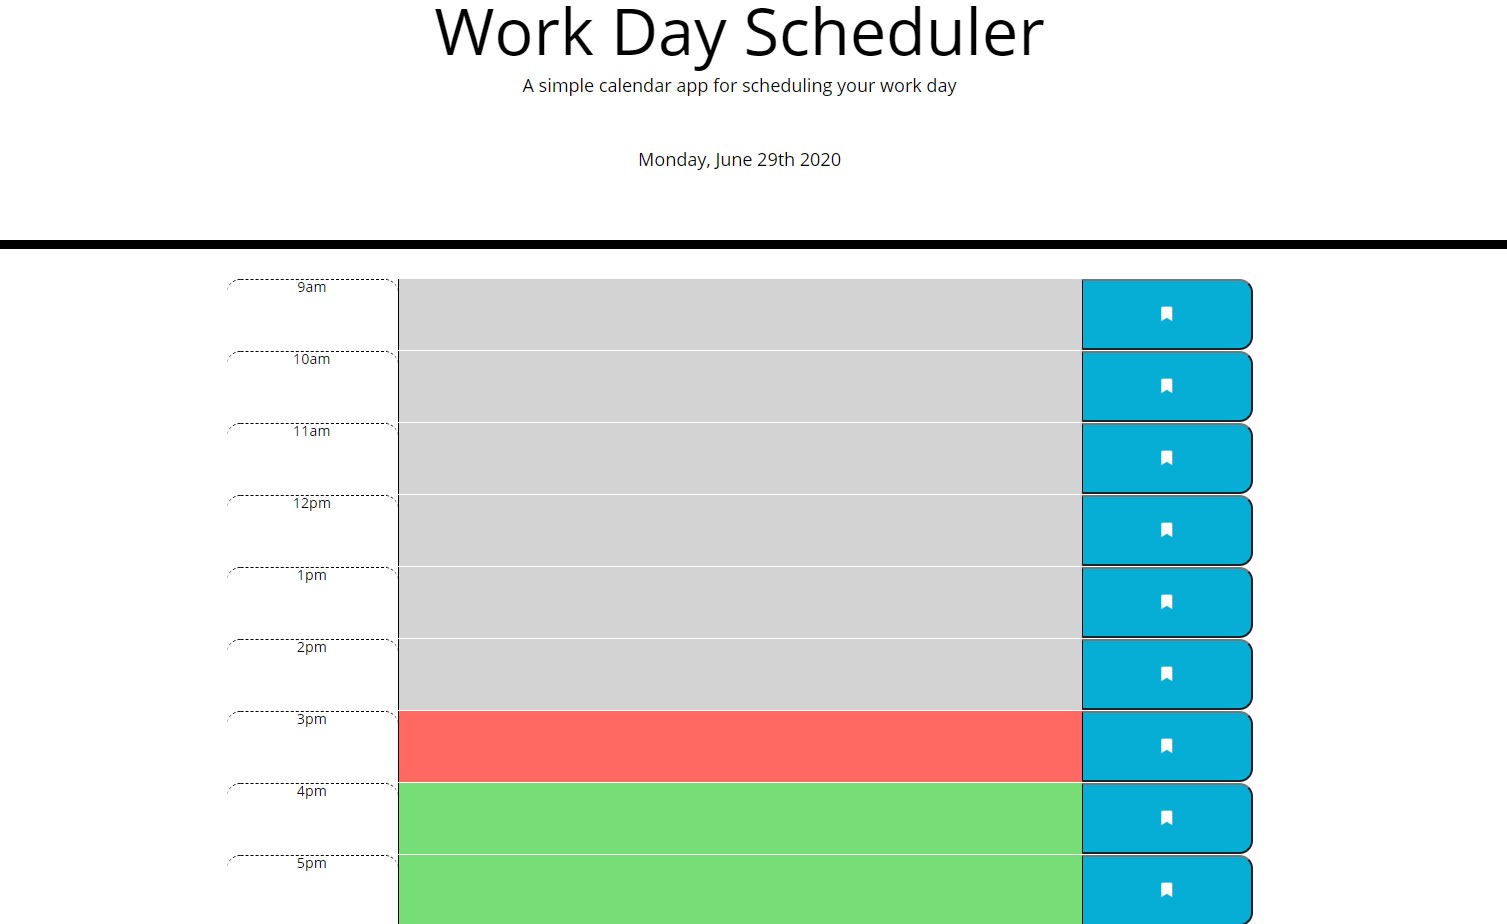 Work Day Scheduler
A simple calendar app for scheduling your work day
Monday, June 29th 2020
9am
10am
11am
12pm
1pm
2pm
3pm
4pm
5pm